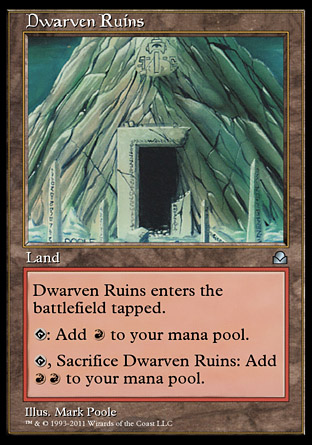 Dwarven Ruins
POOLE
Land
Dwarven Ruins enters the
battlefield tapped.
: Add to your mana pool.
, Sacrifice Dwarven Ruins: Add
to your mana pool.
Illus. Mark Poole
™ & © 1993-2011 Wizards of the Coast LLC